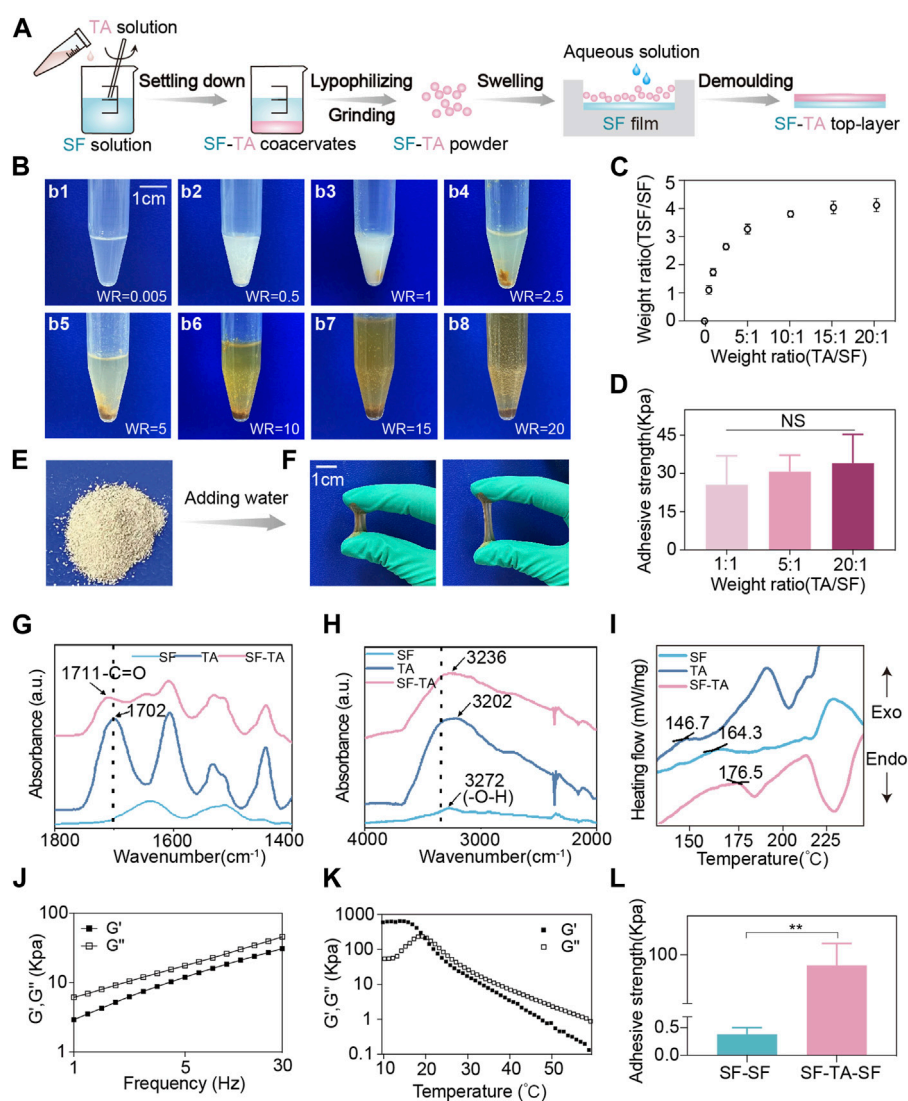 A
TA solution
Settling down
Lypophilizing
Grinding
Swelling
Aqueous solution
Demoulding
SF film
SF solution
SF-TA coacervates
SF-TA powder
SF-TA top-layer
B
b1
1cm
WR=0.005
b2
WR=0.5
b3
WR=1
b4
WR=2.5
b5
WR=5
b6
WR=10
b7
WR=15
b8
WR=20
C
Weight ratio(TSF/SF)
5
4
3
2
1
0
0 5:1 10:1 15:1 20:1
Weight ratio(TA/SF)
D
Adhesive strength(Kpa)
NS
45
30
15
0
1:1 5:1 20:1
Weight ratio(TA/SF)
E
Adding water
F
1cm
G
SF TA SF-TA
1711-C=O
1702
Absorbance (a.u.)
1800 1600 1400
Wavenumber(cm-1)
H
SF
TA
SF-TA
3236
3202
3272
(-O-H)
Absorbance (a.u.)
4000 3000 2000
Wavenumber(cm-1)
I
SF
TA
SF-TA
146.7
164.3
176.5
Exo
Endo
Heating flow (mW/mg)
150 175 200 225
Temperature(°C)
J
G'
G''
G',G'' (Kpa)
100
10
1
1 5 30
Frequency (Hz)
K
G'
G''
G',G'' (Kpa)
1000
100
10
1
0.1
10 20 30 40 50
Temperature (°C)
L
Adhesive strength(Kpa)
**
100
0.5
0.0
SF-SF SF-TA-SF